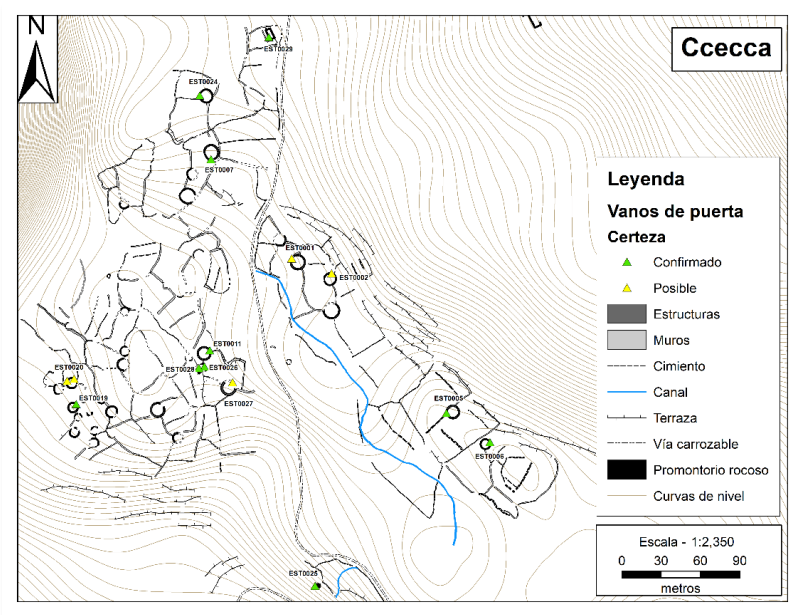 N
Ccecca
EST0029
EST0024
EST0007
EST0001
EST0002
EST0011
EST0028
EST0026
EST0020
EST0019
EST0027
EST0005
EST0006
EST0025
Leyenda
Vanos de puerta
Certeza
Confirmado
Posible
Estructuras
Muros
Cimiento
Canal
Terraza
Vía carrozable
Promontorio rocoso
Curvas de nivel
Escala - 1:2,350
0 30 60 90
metros